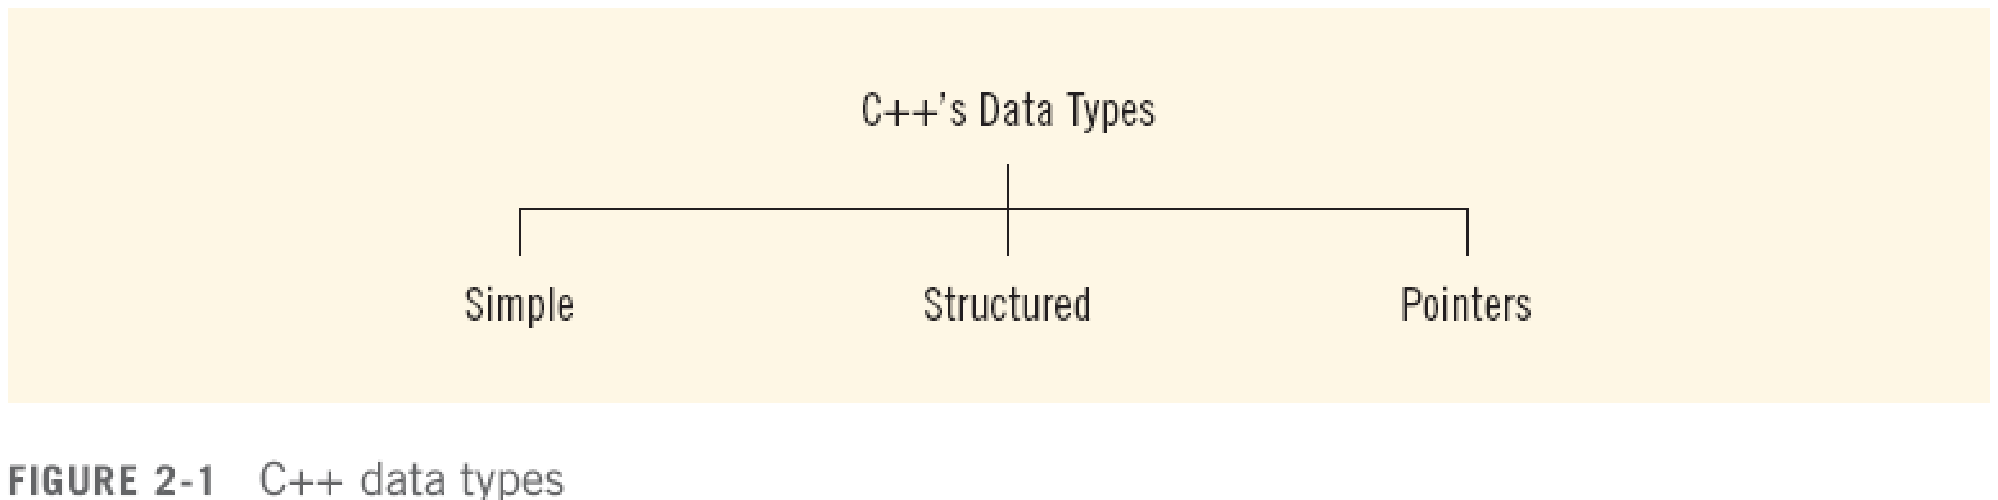 C++'s Data Types
Simple Structured Pointers
FIGURE 2-1 C++ data types